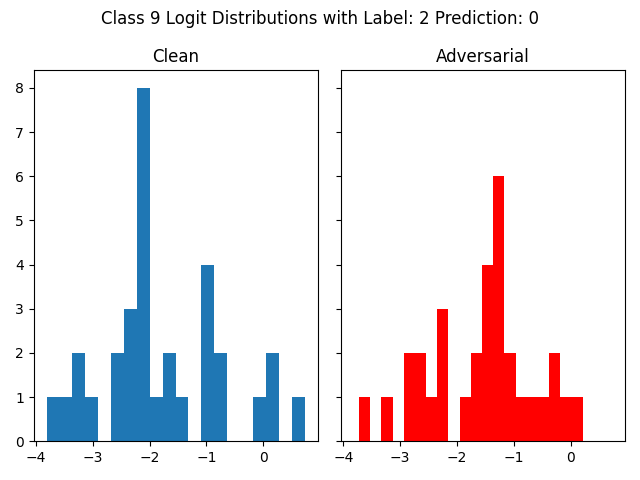 Class 9 Logit Distributions with Label: 2 Prediction: 0
Clean
Adversarial
8
7
6
5
4
3
2
1
0
−4 −3 −2 −1 0
−4 −3 −2 −1 0